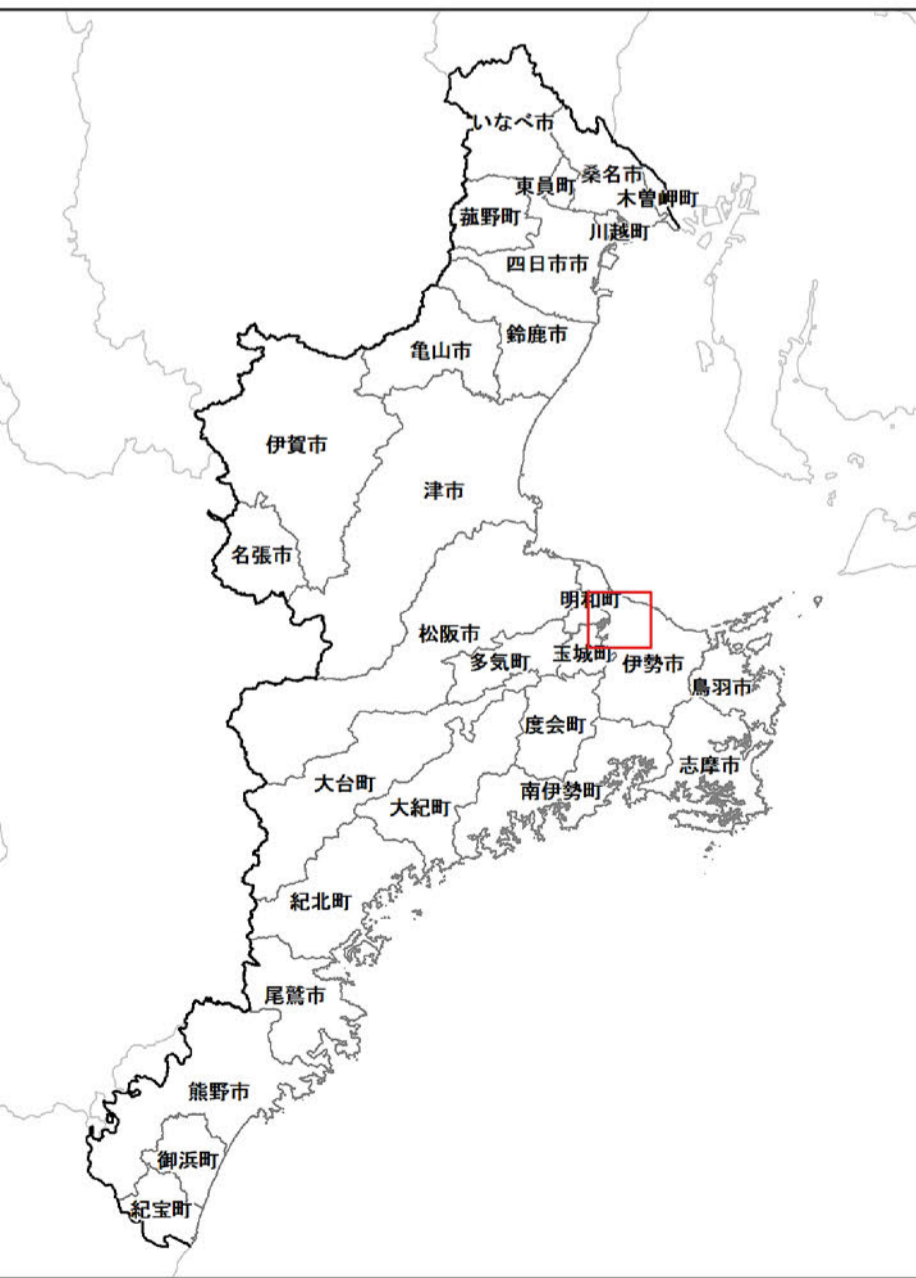 いなべ市
桑名市
東員町
木曽岬町
菰野町
川越町
四日市市
鈴鹿市
亀山市
伊賀市
津市
名張市
明和町
松阪市
玉城町
多気町
伊勢市
鳥羽市
度会町
志摩市
大台町
南伊勢町
大紀町
紀北町
尾鷲市
熊野市
御浜町
紀宝町